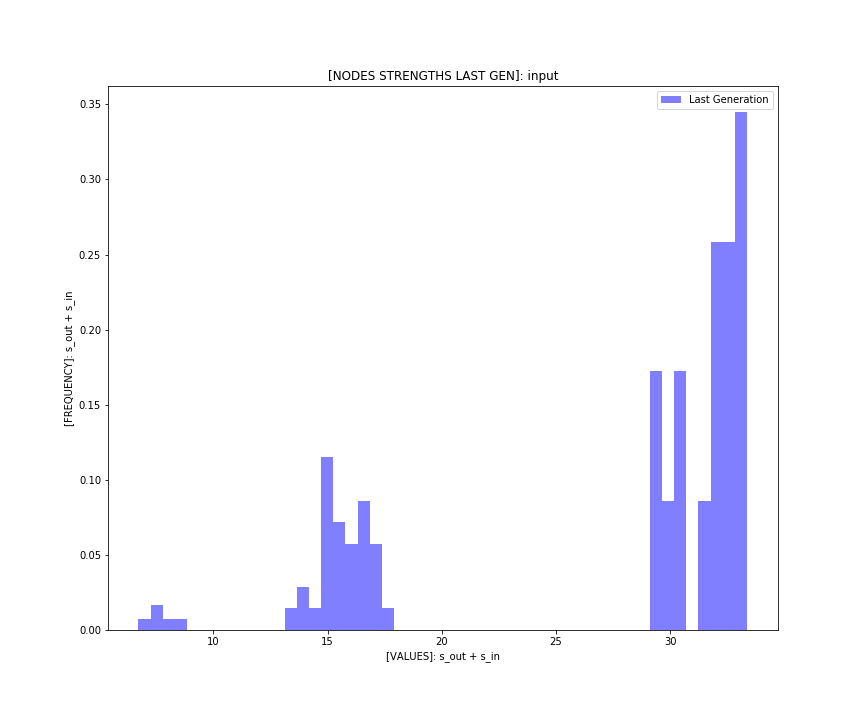 [NODES STRENGTHS LAST GEN]: input
Last Generation
0.35
0.30
0.25
0.20
0.15
0.10
0.05
0.00
[FREQUENCY]: s_out + s_in
10 15 20 25 30
[VALUES]: s_out + s_in